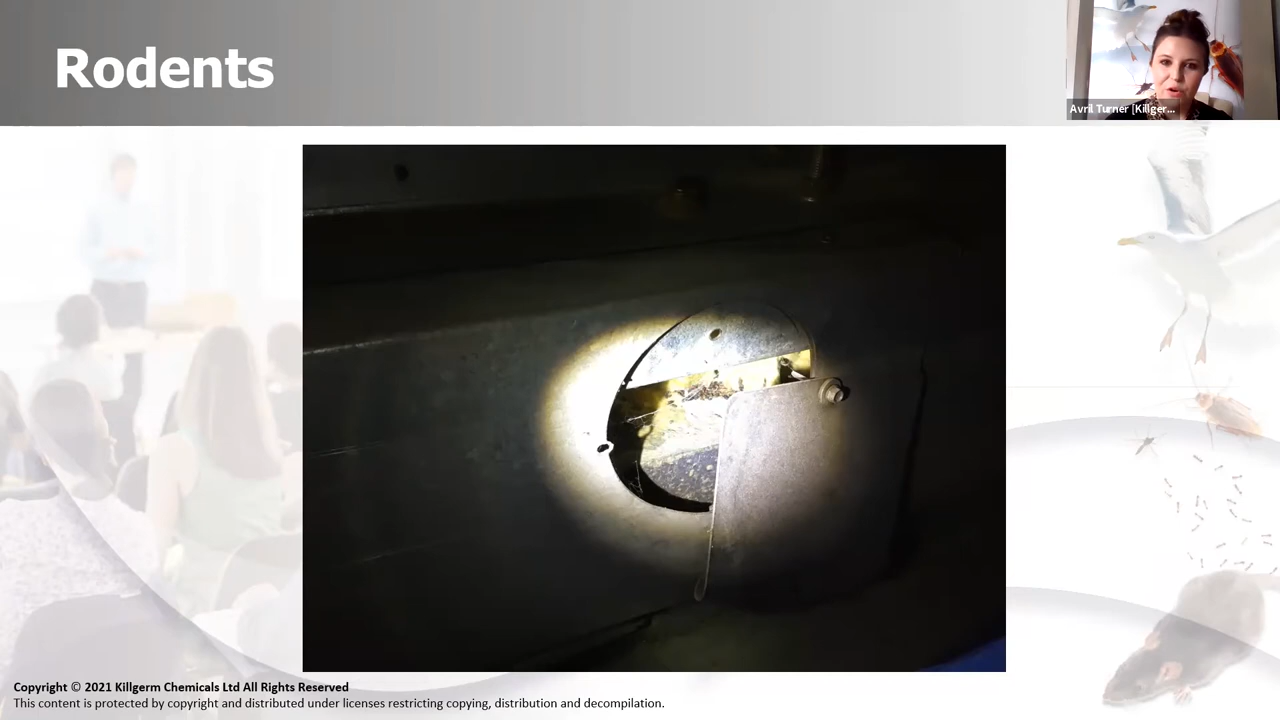 Rodents
Avril Turner [Killger...
Copyright © 2021 Killgerm Chemicals Ltd All Rights Reserved
This content is protected by copyright and distributed under licenses restricting copying, distribution and decompilation.